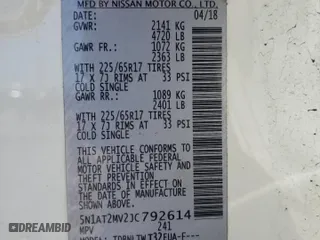 MFD BY NISSAN MOTOR CO., LTD.
DATE: 04/18
GVWR: 2141 KG
4720 LB
GAWR FR: 1072 KG
2363 LB
WITH 225/65R17 TIRES
17 X 7J RIMS AT 33 PSI
COLD SINGLE
GAWR RR: 1089 KG
2401 LB
WITH 225/65R17 TIRES
17 X 7J RIMS AT 33 PSI
COLD SINGLE
THIS VEHICLE CONFORMS TO
ALL APPLICABLE FEDERAL
MOTOR VEHICLE SAFETY AND
THEFT
STANDARDS IN EFFECT ON THE
DATE OF MANUFACTURE
SHOWN ABOVE.
5N1AT2MV2JC792614
MPV 241